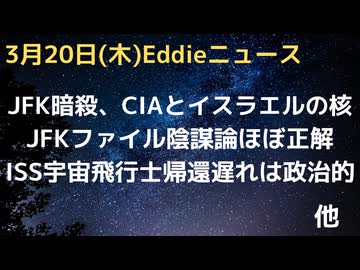 3月20日(木)Eddieニュース
JFK暗殺、CIAとイスラエルの核
JFKファイル陰謀論ほぼ正解
ISS宇宙飛行士帰還遅れは政治的
他